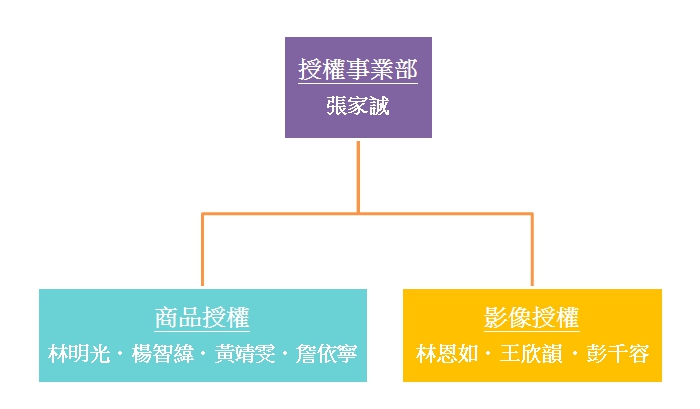 授權事業部
張家誠
商品授權
林明光．楊智緯．黃靖雯．詹依寧
影像授權
林恩如．王欣韻．彭千容